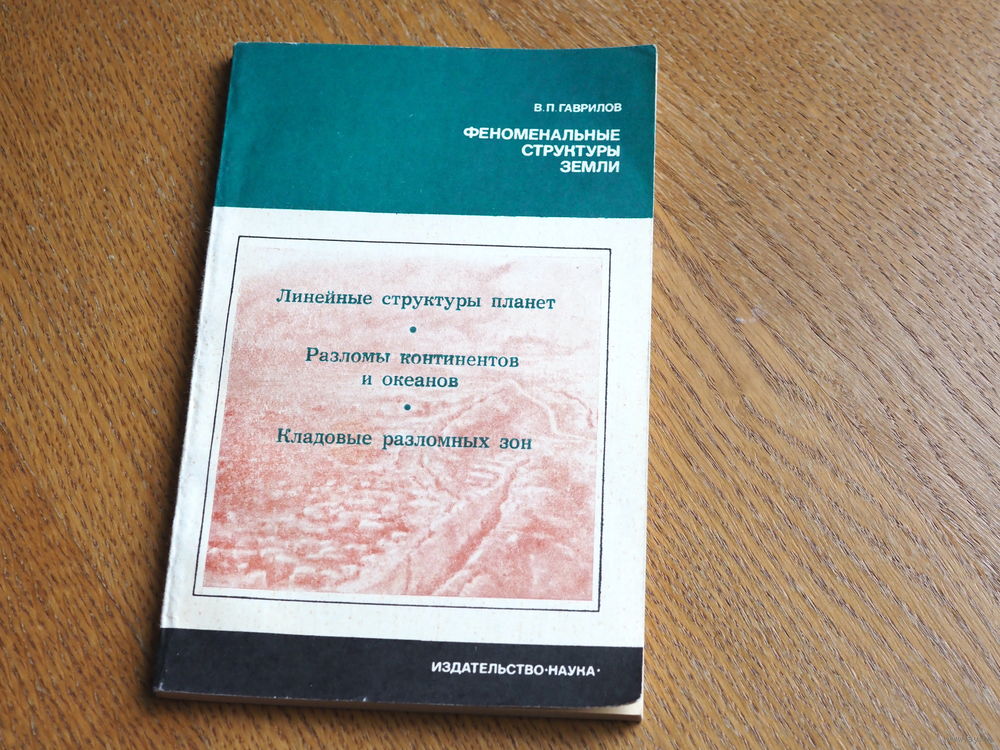 В. П. ГАВРИЛОВ
ФЕНОМЕНАЛЬНЫЕ
СТРУКТУРЫ
ЗЕМЛИ
Линейные структуры планет
•
Разломы континентов
и океанов
•
Кладовые разломных зон
ИЗДАТЕЛЬСТВО·НАУКА·